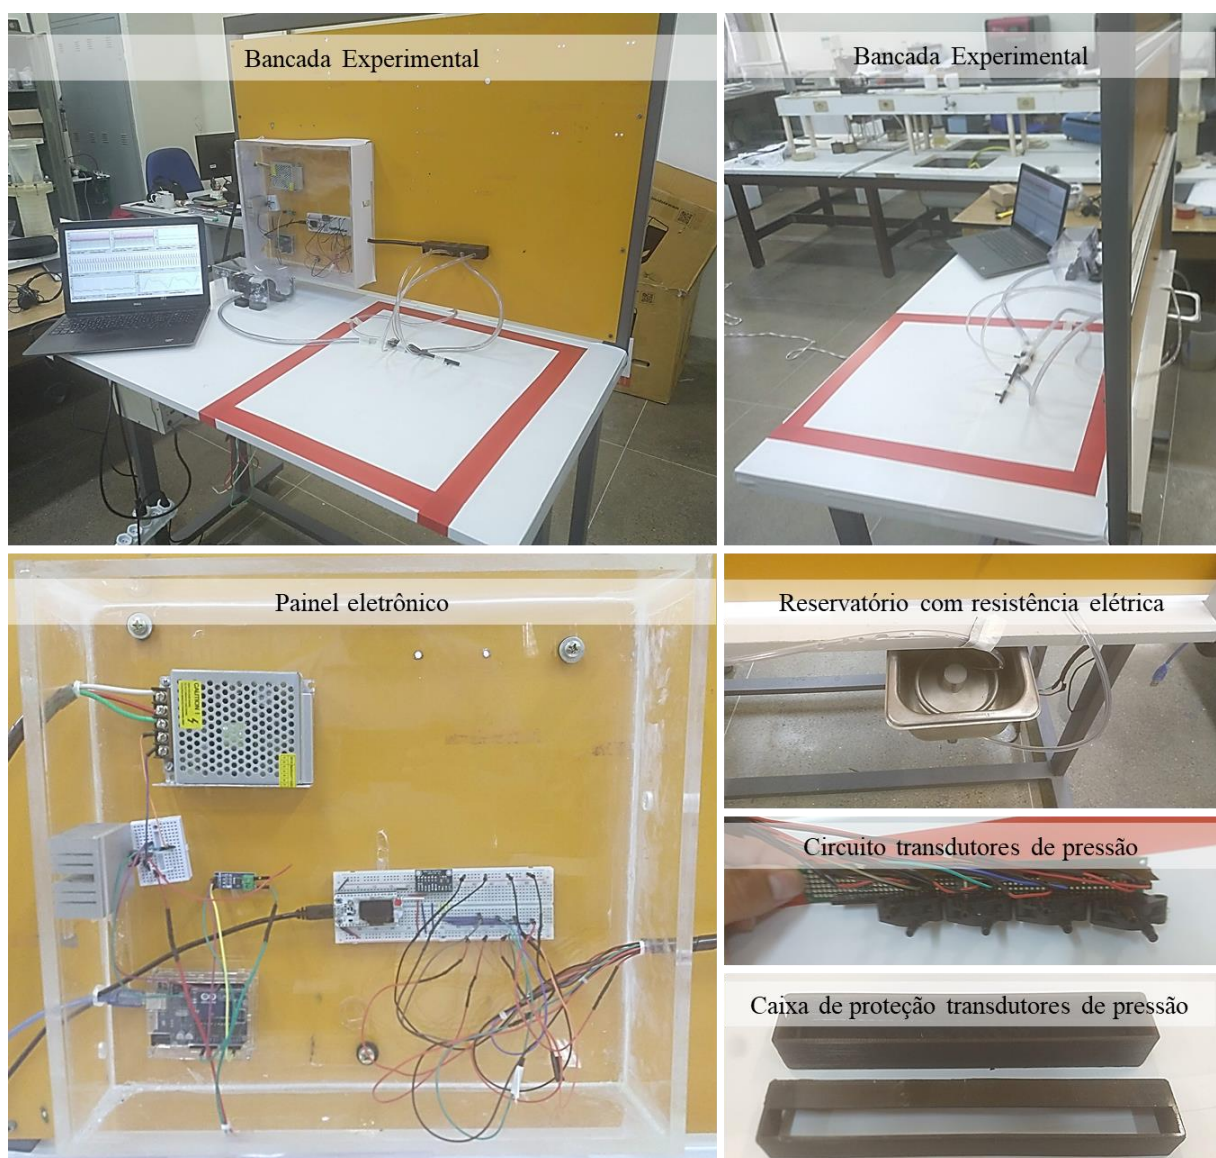 Bancada Experimental
Bancada Experimental
Painel eletrônico
CAUTION !
Reservatório com resistência elétrica
Circuito transdutores de pressão
Caixa de proteção transdutores de pressão